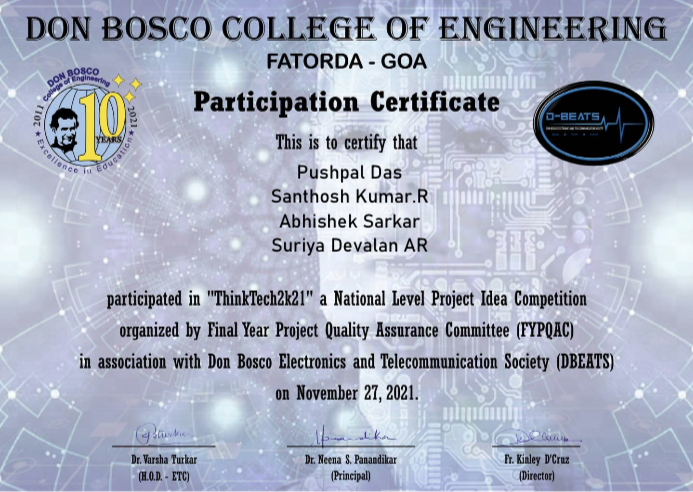 DON BOSCO COLLEGE OF ENGINEERING
FATORDA - GOA
DON BOSCO
College of Engineering
2011
10
YEARS
2021
Excellence in Education
Participation Certificate
D-BEATS
This is to certify that
Pushpal Das
Santhosh Kumar.R
Abhishek Sarkar
Suriya Devalan AR
participated in "ThinkTech2k21" a National Level Project Idea Competition
organized by Final Year Project Quality Assurance Committee (FYPQAC)
in association with Don Bosco Electronics and Telecommunication Society (DBEATS)
on November 27, 2021.
Dr. Varsha Turkar
(H.O.D. - ETC)
Dr. Neena S. Panandikar
(Principal)
Fr. Kinley D'Cruz
(Director)